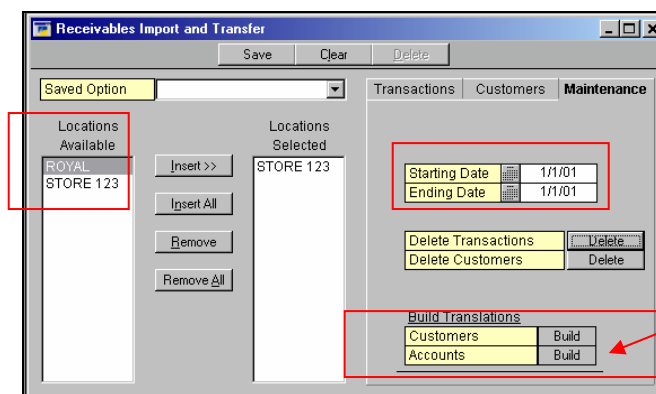 Receivables Import and Transfer
Save Clear Delete
Saved Option
Transactions Customers Maintenance
Locations Available
Locations Selected
ROYAL
STORE 123
Insert >>
Insert All
Remove
Remove All
STORE 123
Starting Date 1/1/01
Ending Date 1/1/01
Delete Transactions Delete
Delete Customers Delete
Build Translations
Customers Build
Accounts Build